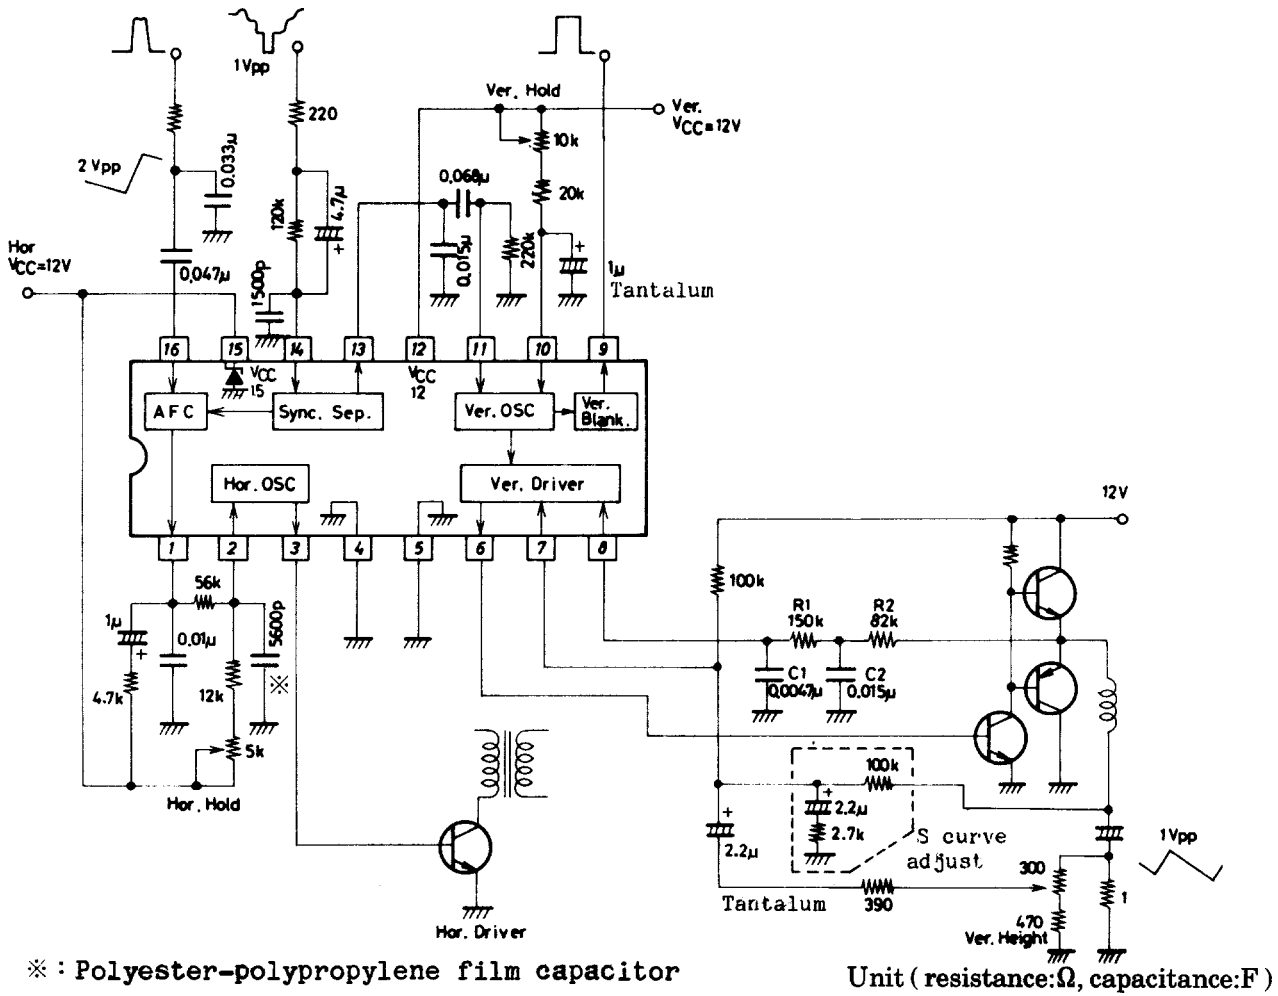 1Vpp
220
Ver. Hold
Ver.
VCC=12V
10k
20k
2 Vpp
0.033μ
120k
4.7μ
+
0,068μ
0,015μ
220k
+
1μ
Tantalum
Hor
VCC=12V
0,047μ
1500p
16 15 14 13 12 11 10 9
VCC
15
VCC
12
AFC
Sync. Sep.
Ver. OSC
Ver.
Blank.
Hor. OSC
Ver. Driver
1 2 3 4 5 6 7 8
12V
56k
1μ
+
0.01μ
5600p
※
4.7k
12k
5k
Hor. Hold
100k
R1
150k
R2
82k
C1
0,0047μ
C2
0.015μ
100k
+
2.2μ
2.7k
+
2.2μ
S curve
adjust
1Vpp
300
1
Tantalum
390
470
Ver. Height
Hor. Driver
※ : Polyester-polypropylene film capacitor
Unit ( resistance:Ω, capacitance:F )